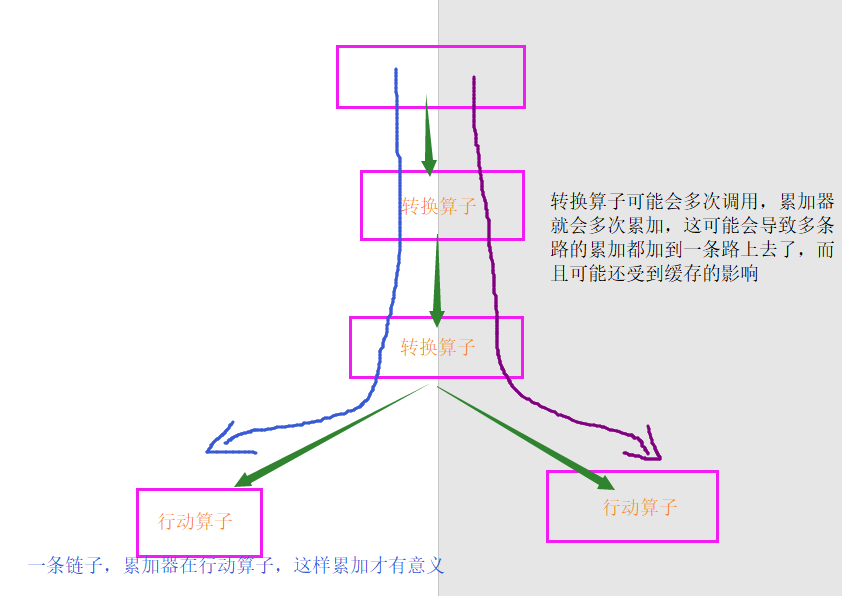 转换算子
转换算子可能会多次调用，累加器
就会多次累加，这可能会导致多条
路的累加都加到一条路上去了，而
且可能还受到缓存的影响
转换算子
行动算子
行动算子
一条链子，累加器在行动算子，这样累加才有意义